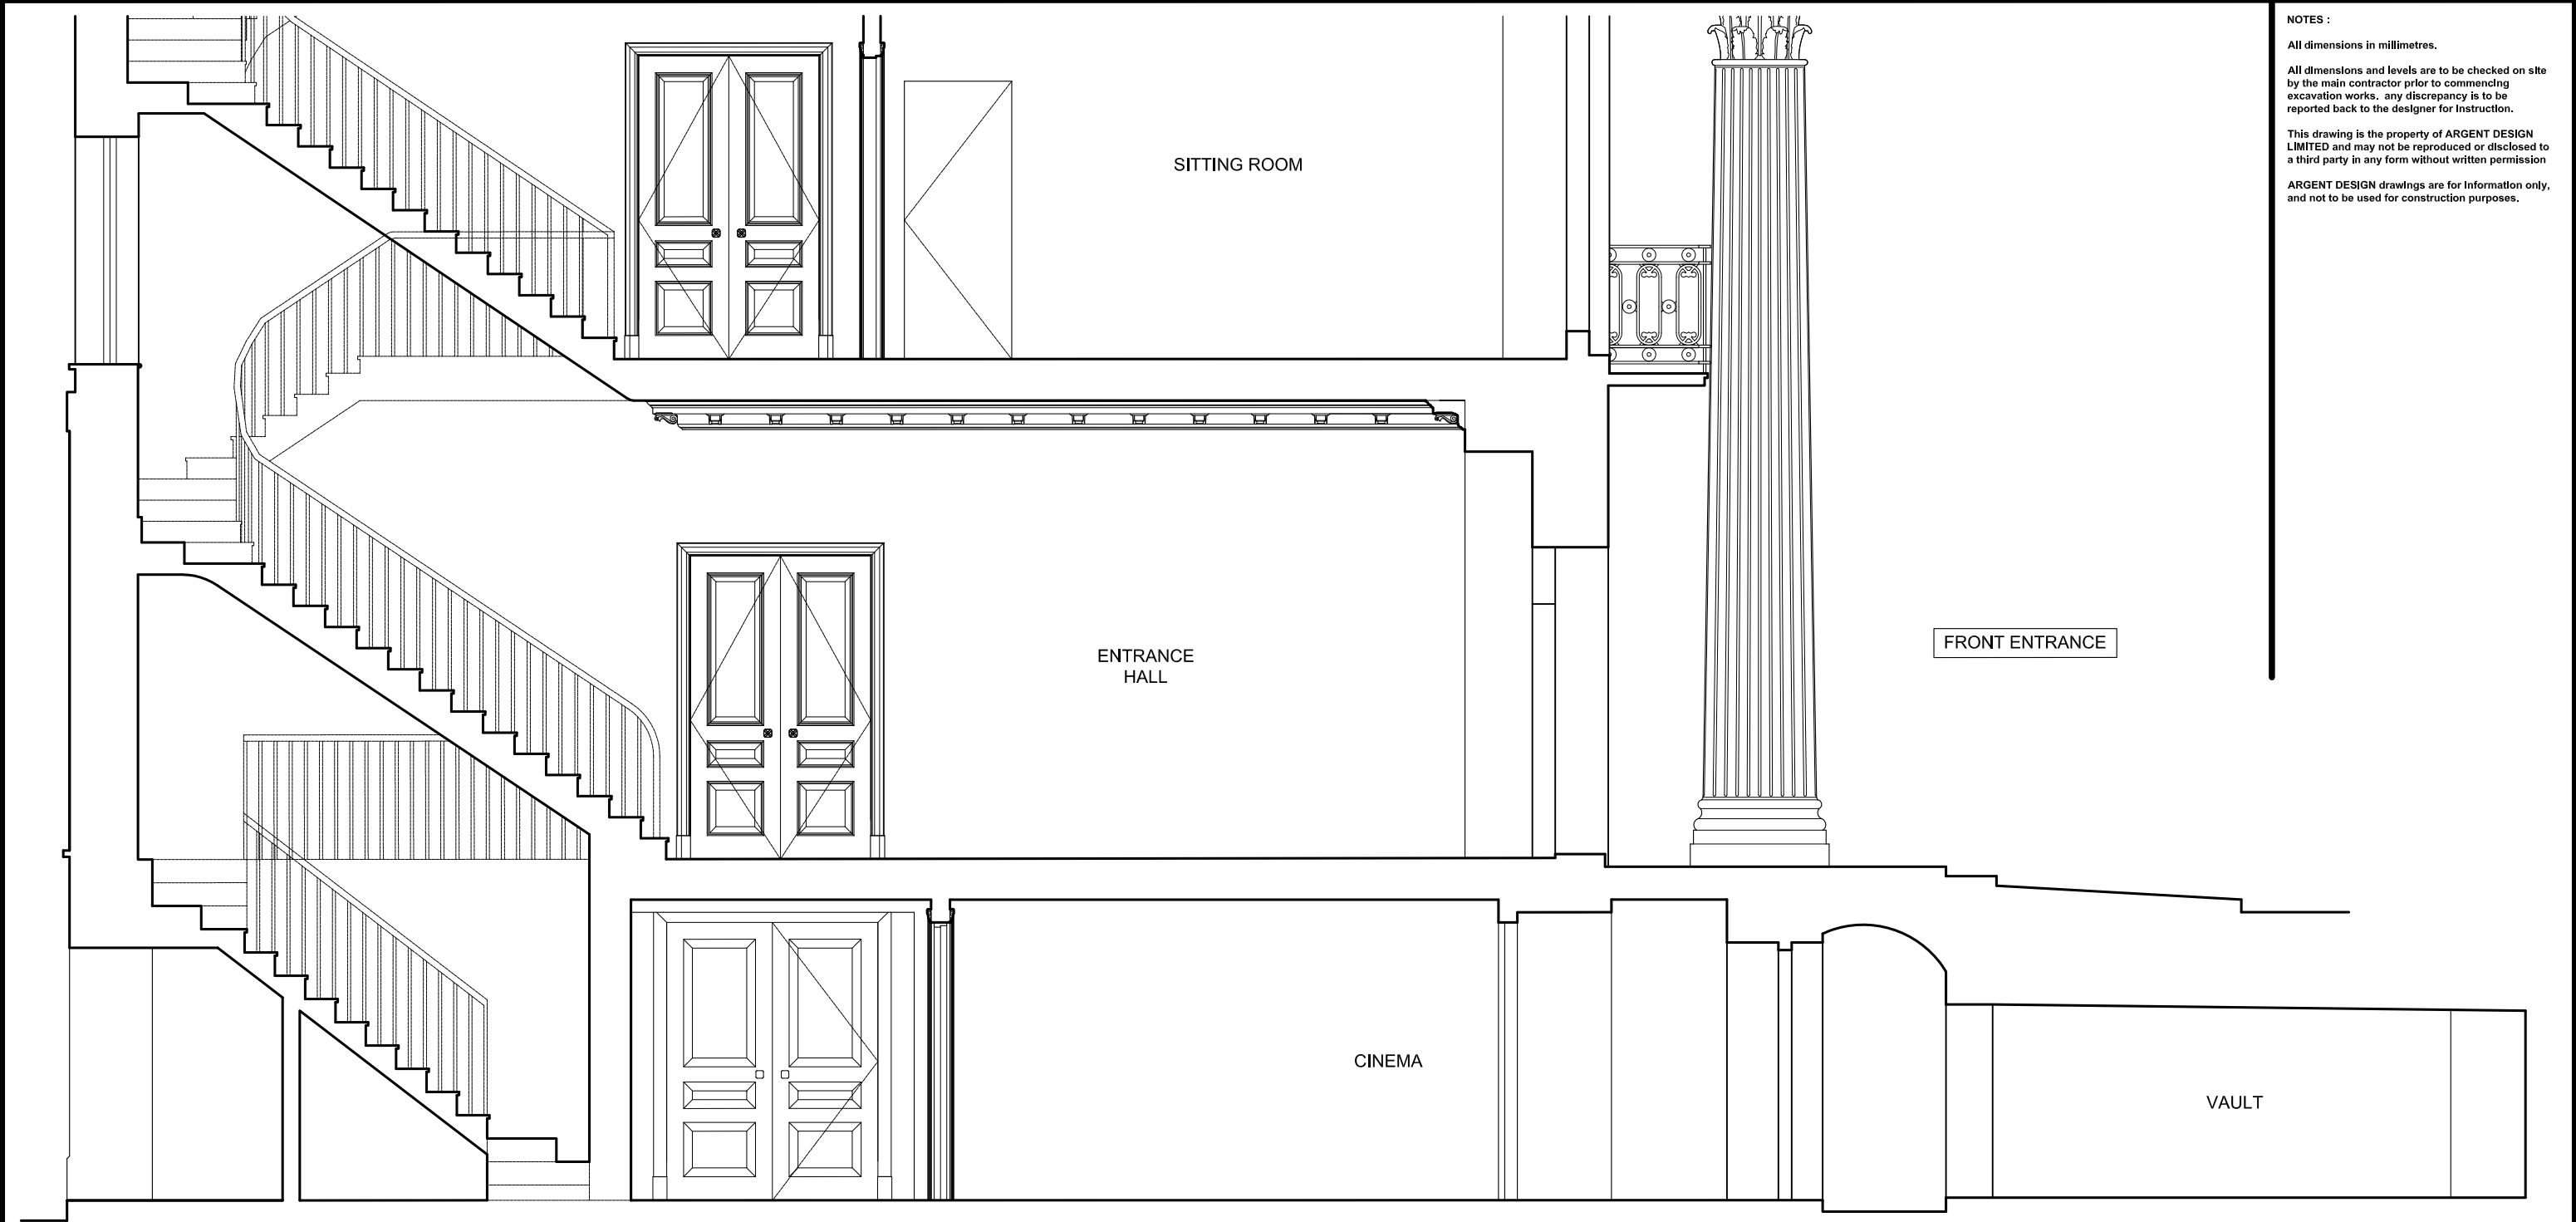 NOTES :
All dimensions in millimetres.
All dimensions and levels are to be checked on site
by the main contractor prior to commencing
excavation works. any discrepancy is to be
reported back to the designer for instruction.
This drawing is the property of ARGENT DESIGN
LIMITED and may not be reproduced or disclosed to
a third party in any form without written permission
ARGENT DESIGN drawings are for information only,
and not to be used for construction purposes.
SITTING ROOM
FRONT ENTRANCE
ENTRANCE
HALL
CINEMA
VAULT